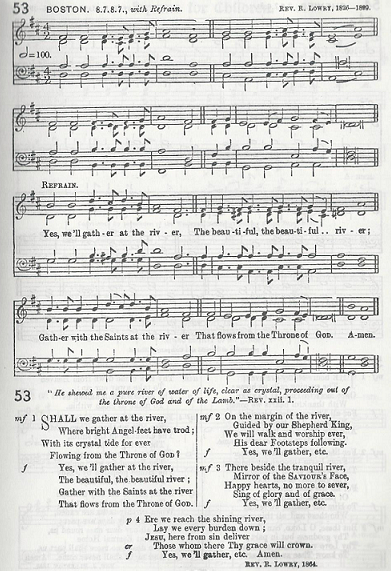 53 BOSTON. 8.7.8.7., with Refrain. REV. R. LOWRY, 1826–1899.
=100.
REFRAIN.
Yes, we'll gath-er at the riv - er, The beau-ti-ful, the beau-ti-ful .. riv - er ;
Gath-er with the Saints at the riv - er That flows from the Throne of GOD. A-men.
53 "He shewed me a pure river of water of life, clear as crystal, proceeding out of
the throne of God and of the Lamb."—REV. xxii. 1.
mf 1 SHALL we gather at the river,
Where bright Angel-feet have trod ;
With its crystal tide for ever
Flowing from the Throne of GOD ?
f Yes, we'll gather at the river,
The beautiful, the beautiful river ;
Gather with the Saints at the river
That flows from the Throne of GOD.
mf 2 On the margin of the river,
Guided by our Shepherd King,
We will walk and worship ever,
His dear Footsteps following.
f Yes, we'll gather, etc.
mf 3 There beside the tranquil river,
Mirror of the SAVIOUR'S Face,
Happy hearts, no more to sever,
Sing of glory and of grace.
f Yes, we'll gather, etc.
p 4 Ere we reach the shining river,
Lay we every burden down ;
JESU, here from sin deliver
cr Those whom there Thy grace will crown.
f Yes, we'll gather, etc. Amen.
REV. R. LOWRY, 1864.